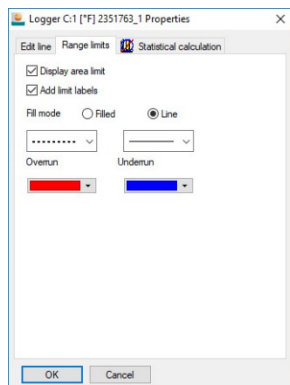 Logger C:1 [°F] 2351763_1 Properties
Edit line Range limits Statistical calculation
Display area limit
Add limit labels
Fill mode Filled Line
Overrun Underrun
OK Cancel